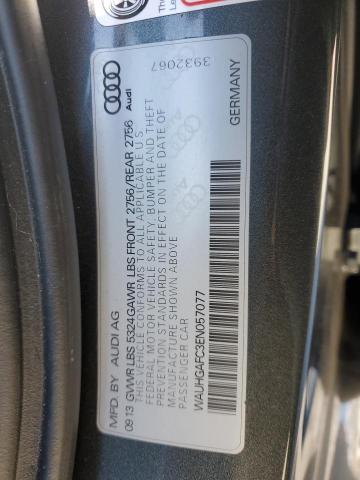 MFD. BY AUDI AG
09.13 GVWR LBS 5324 GAWR LBS FRONT 2756/REAR 2756
THIS VEHICLE CONFORMS TO ALL APPLICABLE U.S.
FEDERAL MOTOR VEHICLE SAFETY, BUMPER AND THEFT
PREVENTION STANDARDS IN EFFECT ON THE DATE OF
MANUFACTURE SHOWN ABOVE
PASSENGER CAR
WAUHGAFC3EN057077
GERMANY
Audi
3932067